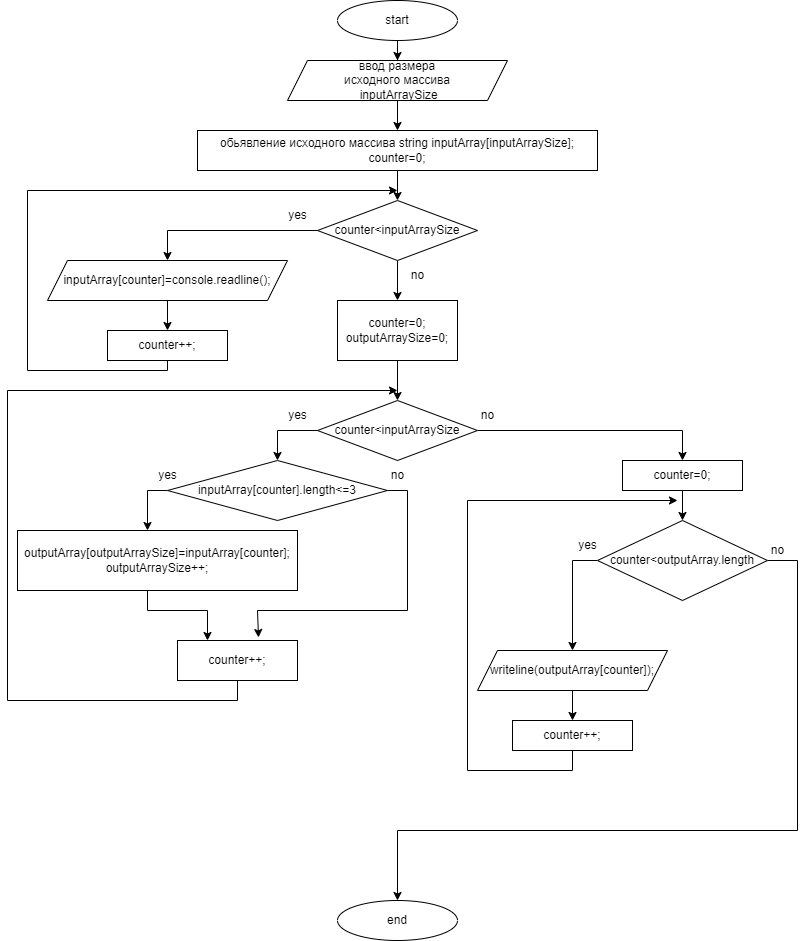 start
ввод размера
исходного массива
inputArraySize
обьявление исходного массива string inputArray[inputArraySize];
counter=0;
yes
counter<inputArraySize
no
inputArray[counter]=console.readline();
counter++;
counter=0;
outputArraySize=0;
yes
counter<inputArraySize
no
yes
inputArray[counter].length<=3
no
outputArray[outputArraySize]=inputArray[counter];
outputArraySize++;
counter++;
counter=0;
yes
counter<outputArray.length
no
writeline(outputArray[counter]);
counter++;
end